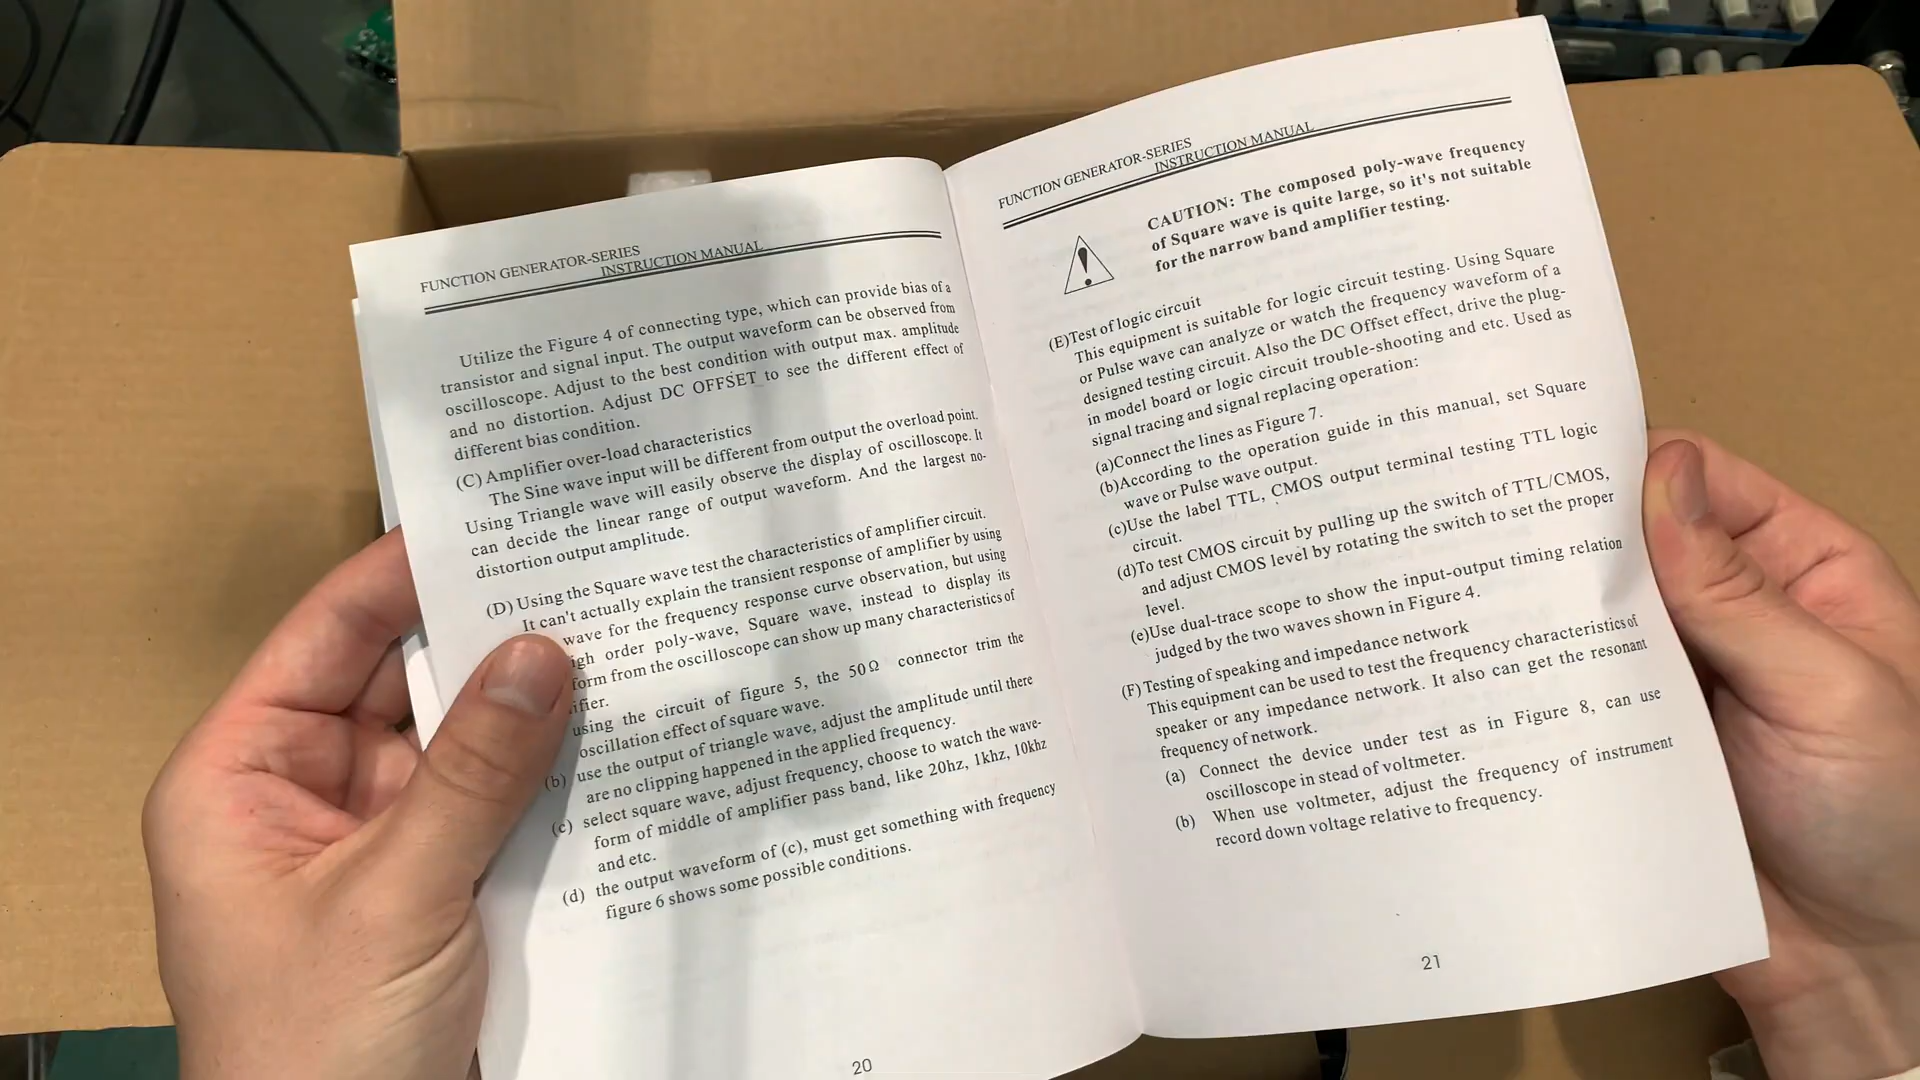 FUNCTION GENERATOR-SERIES
INSTRUCTION MANUAL
Utilize the Figure 4 of connecting type, which can provide bias of a
transistor and signal input. The output waveform can be observed from
oscilloscope. Adjust to the best condition with output max. amplitude
and no distortion. Adjust DC OFFSET to see the different effect of
different bias condition.
(C) Amplifier over-load characteristics
The Sine wave input will be different from output the overload point.
Using Triangle wave will easily observe the display of oscilloscope. It
can decide the linear range of output waveform. And the largest no-
distortion output amplitude.
(D) Using the Square wave test the characteristics of amplifier circuit.
It can't actually explain the transient response of amplifier by using
wave for the frequency response curve observation, but using
igh order poly-wave, Square wave, instead to display its
form from the oscilloscope can show up many characteristics of
ifier.
using the circuit of figure 5, the 50Ω connector trim the
oscillation effect of square wave.
(b) use the output of triangle wave, adjust the amplitude until there
are no clipping happened in the applied frequency.
(c) select square wave, adjust frequency, choose to watch the wave-
form of middle of amplifier pass band, like 20hz, 1khz, 10khz
and etc.
(d) the output waveform of (c), must get something with frequency
figure 6 shows some possible conditions.
20
FUNCTION GENERATOR-SERIES
INSTRUCTION MANUAL
CAUTION: The composed poly-wave frequency
of Square wave is quite large, so it's not suitable
for the narrow band amplifier testing.
(E)Test of logic circuit
This equipment is suitable for logic circuit testing. Using Square
or Pulse wave can analyze or watch the frequency waveform of a
designed testing circuit. Also the DC Offset effect, drive the plug-
in model board or logic circuit trouble-shooting and etc. Used as
signal tracing and signal replacing operation:
(a)Connect the lines as Figure 7.
(b)According to the operation guide in this manual, set Square
wave or Pulse wave output.
(c)Use the label TTL, CMOS output terminal testing TTL logic
circuit.
(d)To test CMOS circuit by pulling up the switch of TTL/CMOS,
and adjust CMOS level by rotating the switch to set the proper
level.
(e)Use dual-trace scope to show the input-output timing relation
judged by the two waves shown in Figure 4.
(F) Testing of speaking and impedance network
This equipment can be used to test the frequency characteristics of
speaker or any impedance network. It also can get the resonant
frequency of network.
(a) Connect the device under test as in Figure 8, can use
oscilloscope in stead of voltmeter.
(b) When use voltmeter, adjust the frequency of instrument
record down voltage relative to frequency.
21